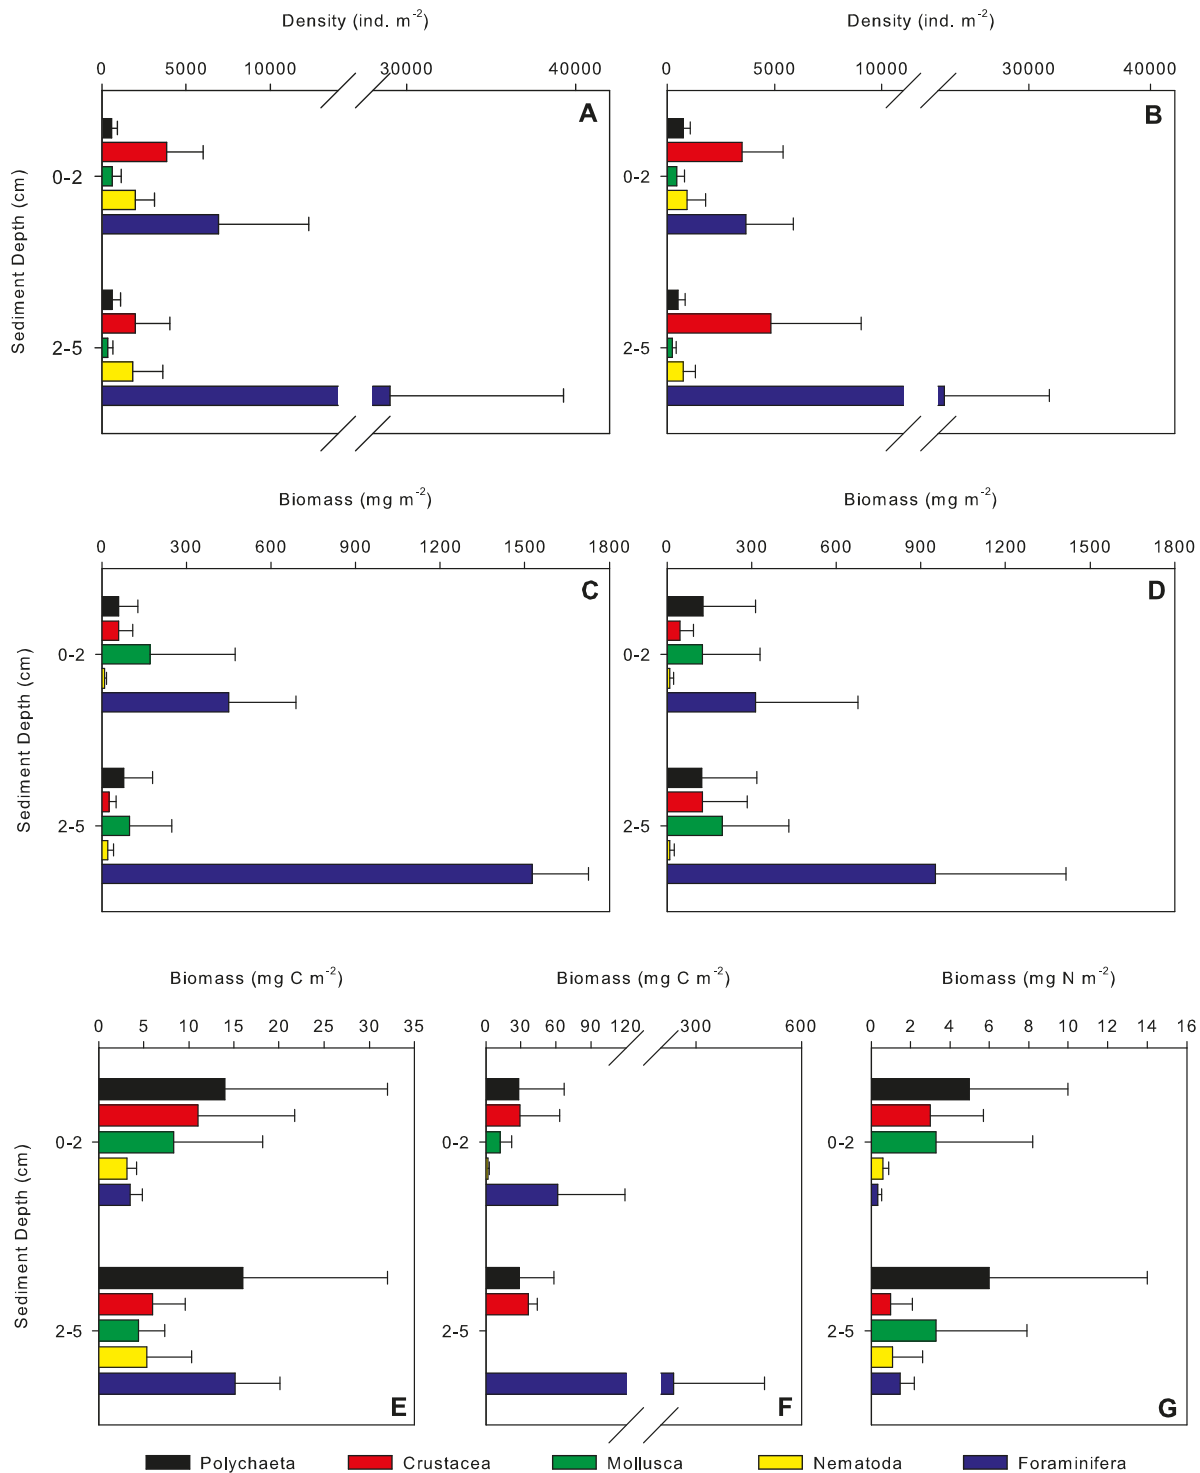 Density (ind. m-2)
Density (ind. m-2)
0 5000 10000 30000 40000
0 5000 10000 30000 40000
A
B
Sediment Depth (cm)
0-2
2-5
0-2
2-5
Biomass (mg m-2)
Biomass (mg m-2)
0 300 600 900 1200 1500 1800
0 300 600 900 1200 1500 1800
C
D
Sediment Depth (cm)
0-2
2-5
0-2
2-5
Biomass (mg C m-2)
Biomass (mg C m-2)
Biomass (mg N m-2)
0 5 10 15 20 25 30 35
0 30 60 90 120 300 600
0 2 4 6 8 10 12 14 16
Sediment Depth (cm)
0-2
2-5
0-2
2-5
0-2
2-5
E
F
G
Polychaeta
Crustacea
Mollusca
Nematoda
Foraminifera